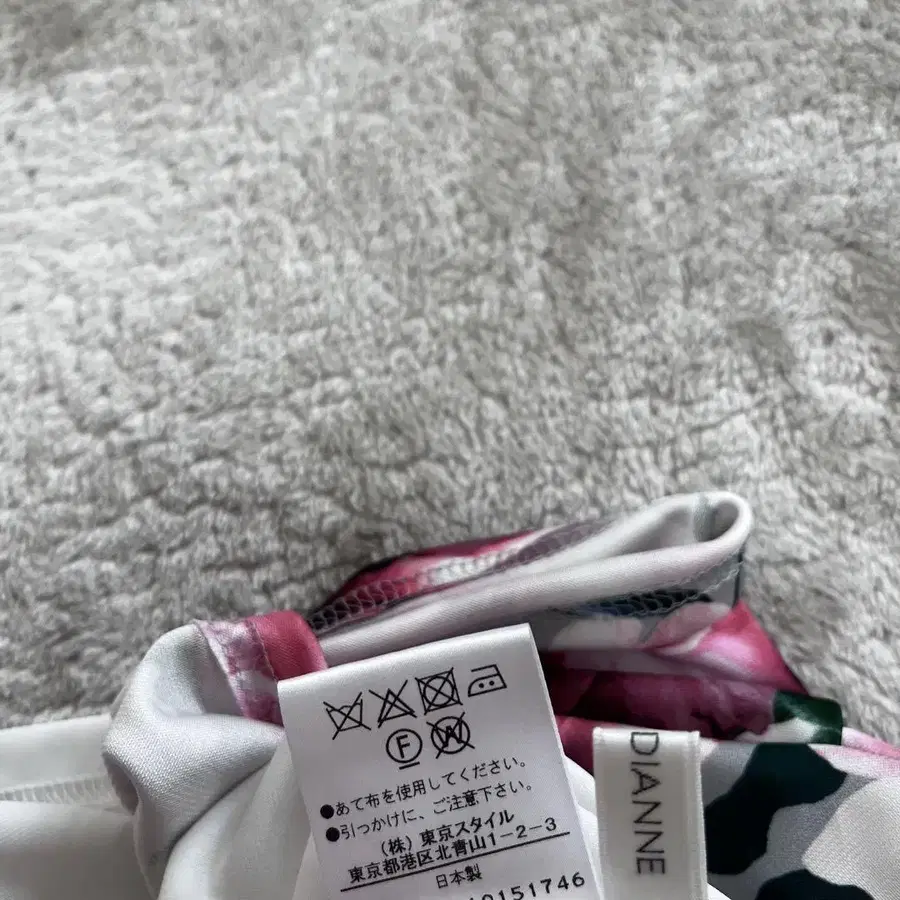 F W
●あて布を使用してください。
●引っかけに、ご注意下さい。
(株) 東京スタイル
東京都港区北青山1-2-3
日本製
0151746
DIANNE